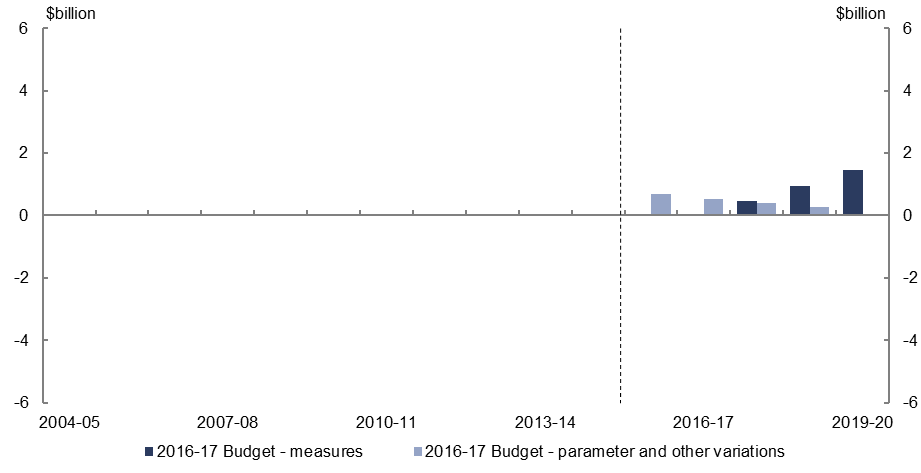 $billion $billion
6 6
4 4
2 2
0 0
-2 -2
-4 -4
-6 -6
2004-05 2007-08 2010-11 2013-14 2016-17 2019-20
2016-17 Budget - measures 2016-17 Budget - parameter and other variations